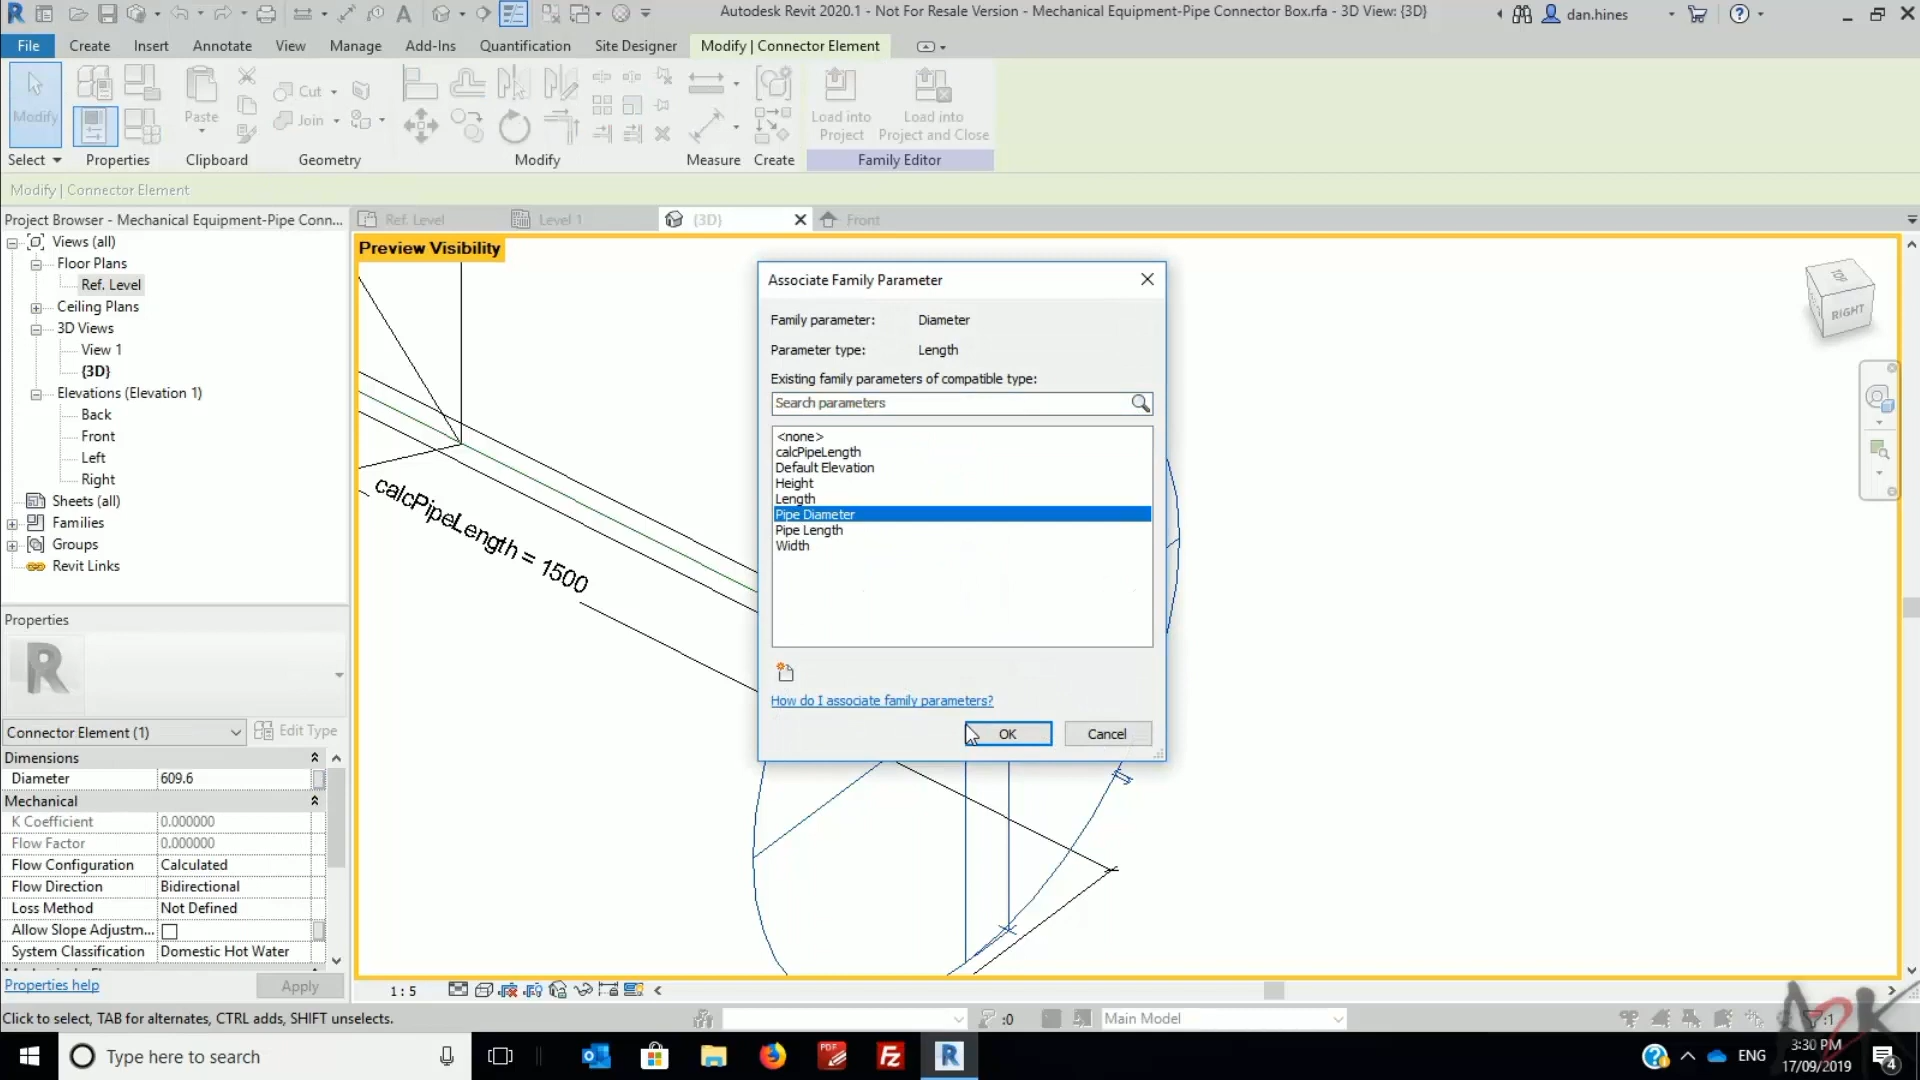 Autodesk Revit 2020.1 - Not For Resale Version - Mechanical Equipment-Pipe Connector Box.rfa - 3D View: {3D}
dan.hines
File Create Insert Annotate View Manage Add-Ins Quantification Site Designer Modify | Connector Element
Modify
Paste
Cut
Join
Load into Project
Load into Project and Close
Select Properties Clipboard Geometry Modify Measure Create Family Editor
Modify | Connector Element
Project Browser - Mechanical Equipment-Pipe Conn...
Ref. Level
Level 1
{3D}
Front
Views (all)
Floor Plans
Ref. Level
Ceiling Plans
3D Views
View 1
{3D}
Elevations (Elevation 1)
Back
Front
Left
Right
Sheets (all)
Families
Groups
Revit Links
Preview Visibility
calcPipeLength = 1500
TOP
RIGHT
Associate Family Parameter
Family parameter: Diameter
Parameter type: Length
Existing family parameters of compatible type:
Search parameters
<none>
calcPipeLength
Default Elevation
Height
Length
Pipe Diameter
Pipe Length
Width
How do I associate family parameters?
OK
Cancel
Properties
Connector Element (1)
Edit Type
Dimensions
Diameter 609.6
Mechanical
K Coefficient 0.000000
Flow Factor 0.000000
Flow Configuration Calculated
Flow Direction Bidirectional
Loss Method Not Defined
Allow Slope Adjustm...
System Classification Domestic Hot Water
Properties help
Apply
1 : 5
Click to select, TAB for alternates, CTRL adds, SHIFT unselects.
:0
Main Model
:1
A2K
Type here to search
ENG
3:30 PM
17/09/2019
4